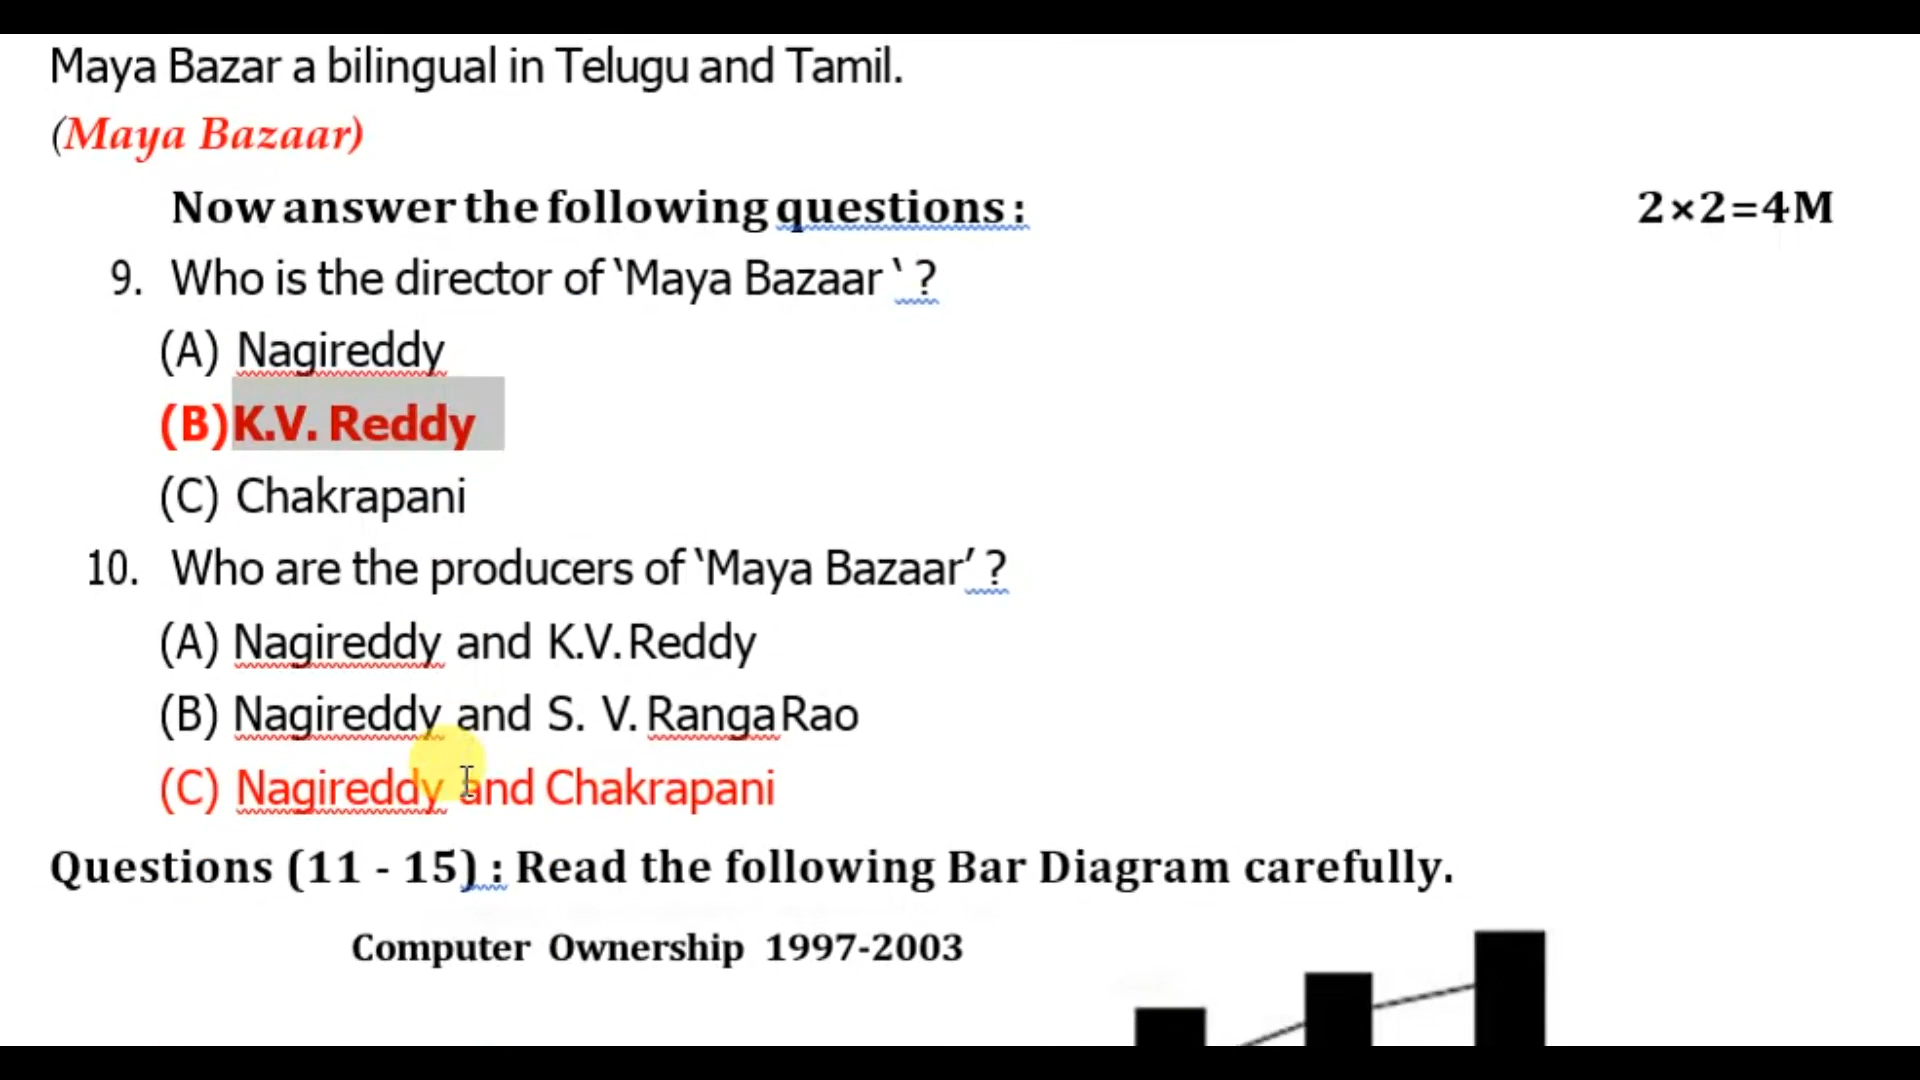 Maya Bazar a bilingual in Telugu and Tamil.
(Maya Bazaar)
Now answer the following questions : 2×2=4M
9. Who is the director of ‘Maya Bazaar ‘ ?
(A) Nagireddy
(B) K.V. Reddy
(C) Chakrapani
10. Who are the producers of ‘Maya Bazaar’ ?
(A) Nagireddy and K.V. Reddy
(B) Nagireddy and S. V. Ranga Rao
(C) Nagireddy and Chakrapani
Questions (11 - 15) : Read the following Bar Diagram carefully.
Computer Ownership 1997-2003